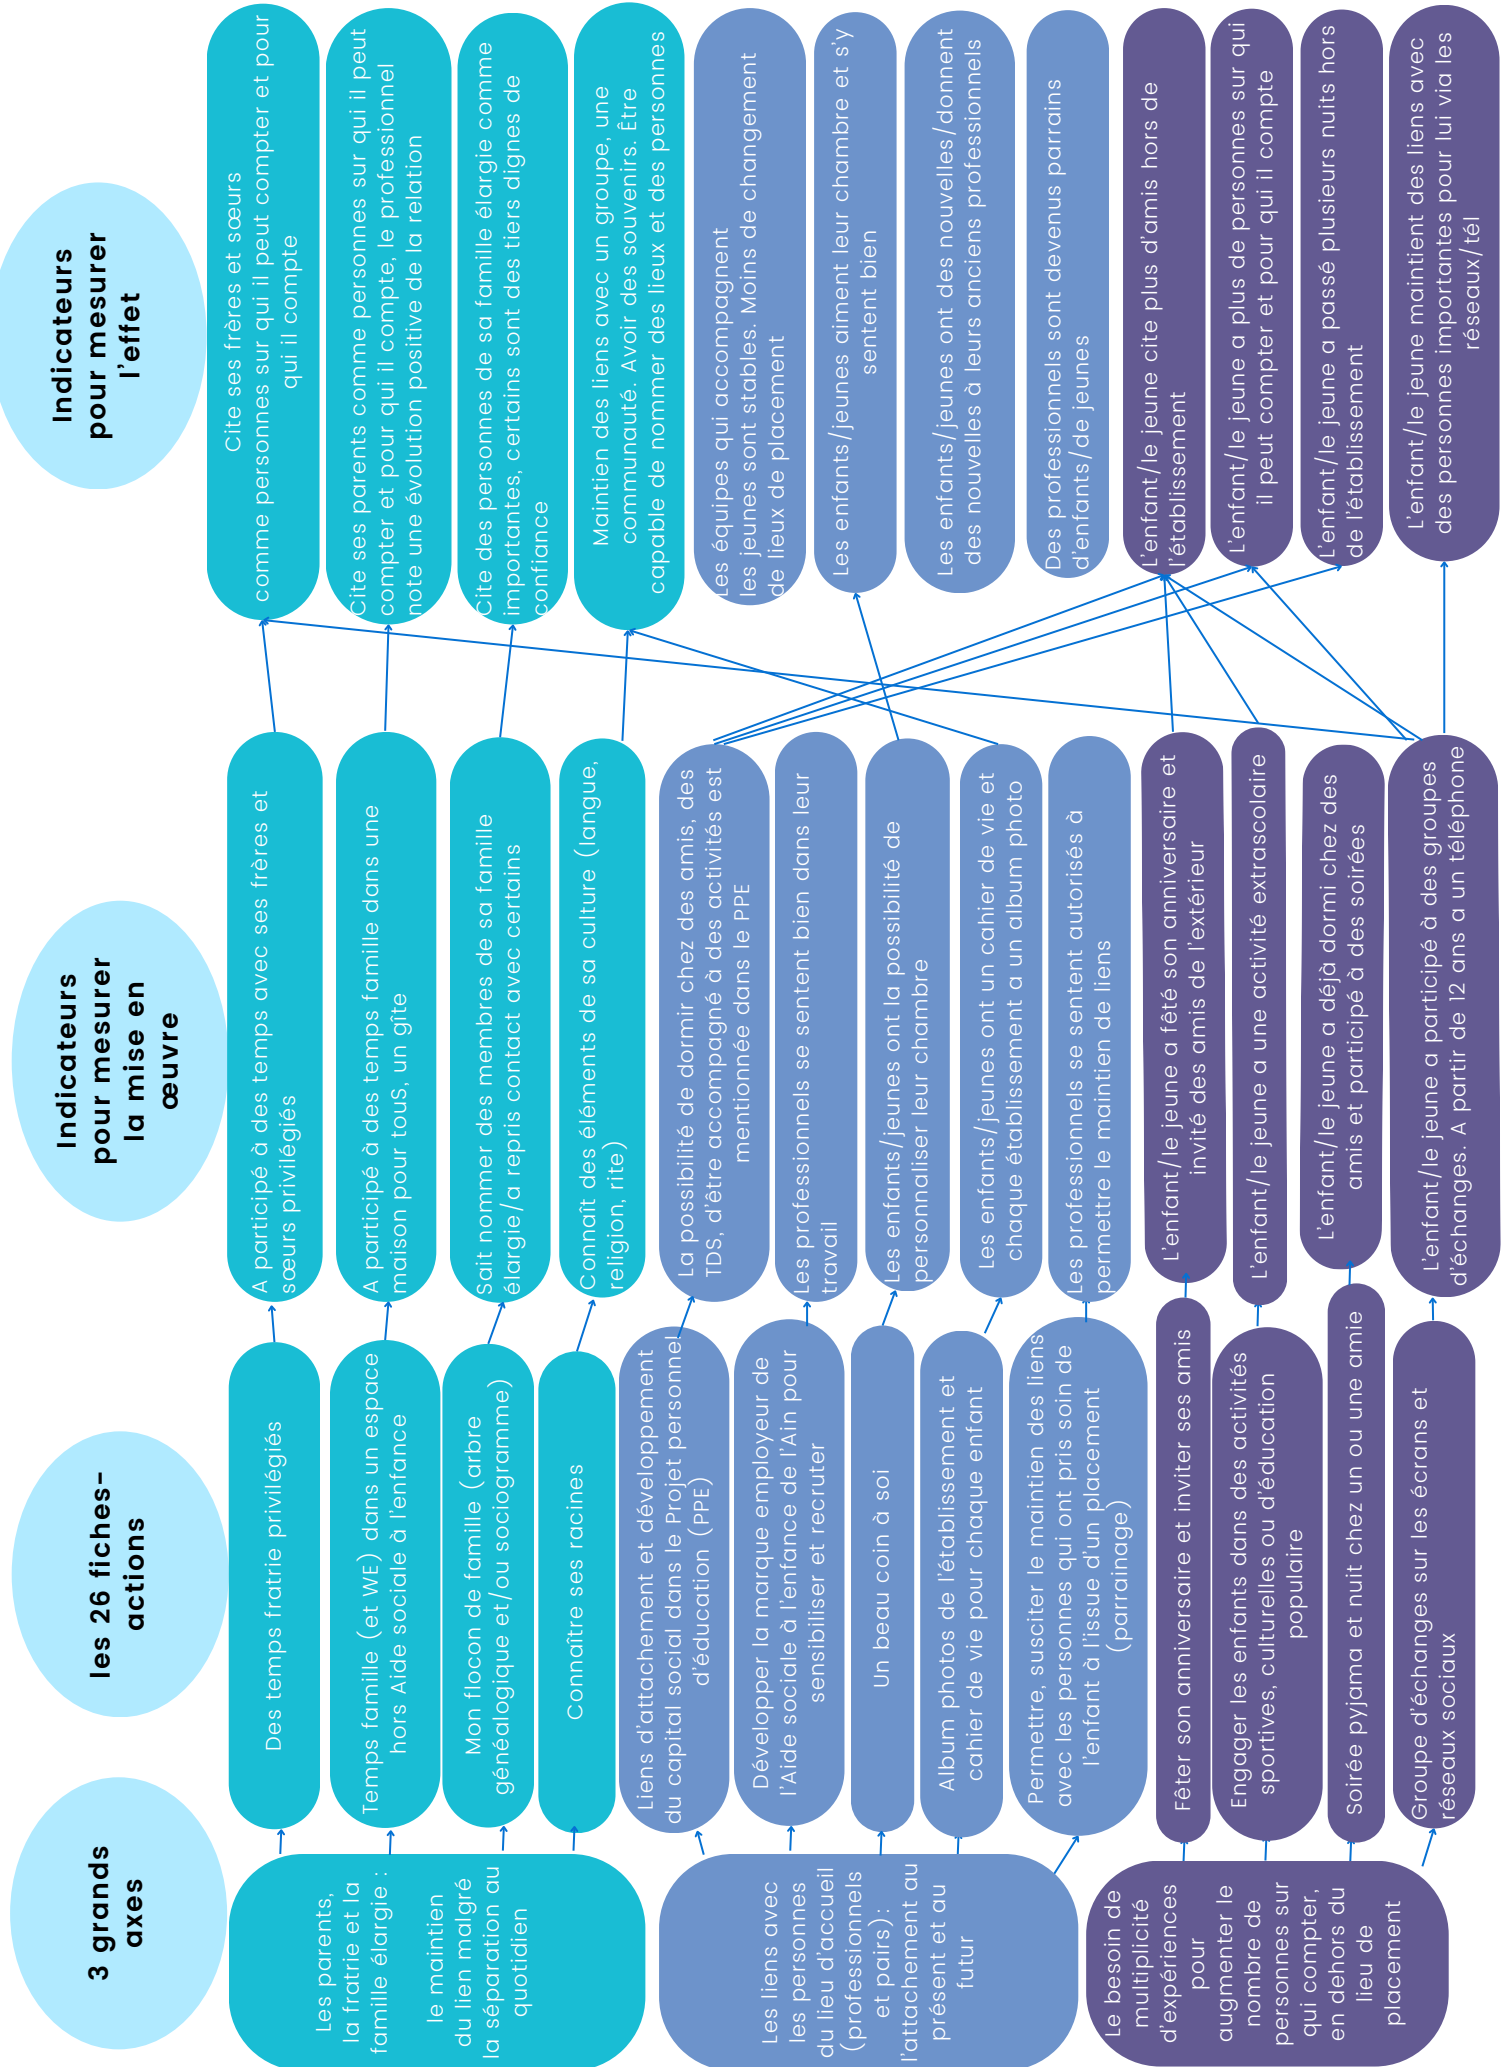 3 grands
axes
les 26 fiches-
actions
Indicateurs
pour mesurer
la mise en
œuvre
Indicateurs
pour mesurer
l'effet
Les parents,
la fratrie et la
famille élargie :
le maintien
du lien malgré
la séparation au
quotidien
Des temps fratrie privilégiés
A participé à des temps avec ses frères et
sœurs privilégiés
Cite ses frères et sœurs
comme personnes sur qui il peut compter et pour
qui il compte
Temps famille (et WE) dans un espace
hors Aide sociale à l'enfance
A participé à des temps famille dans une
maison pour touS, un gîte
Cite ses parents comme personnes sur qui il peut
compter et pour qui il compte, le professionnel
note une évolution positive de la relation
Mon flocon de famille (arbre
généalogique et/ou sociogramme)
Sait nommer des membres de sa famille
élargie/a repris contact avec certains
Cite des personnes de sa famille élargie comme
importantes, certains sont des tiers dignes de
confiance
Connaître ses racines
Connaît des éléments de sa culture (langue,
religion, rite)
Maintien des liens avec un groupe, une
communauté. Avoir des souvenirs. Être
capable de nommer des lieux et des personnes
Les liens avec
les personnes
du lieu d'accueil
(professionnels
et pairs):
l'attachement au
présent et au
futur
Liens d'attachement et développement
du capital social dans le Projet personnel
d'éducation (PPE)
La possibilité de dormir chez des amis, des
TDS, d'être accompagné à des activités est
mentionnée dans le PPE
Les équipes qui accompagnent
les jeunes sont stables. Moins de changement
de lieux de placement
Développer la marque employeur de
l'Aide sociale à l'enfance de l'Ain pour
sensibiliser et recruter
Les professionnels se sentent bien dans leur
travail
Les enfants/jeunes aiment leur chambre et s'y
sentent bien
Un beau coin à soi
Les enfants/jeunes ont la possibilité de
personnaliser leur chambre
Les enfants/jeunes ont des nouvelles/donnent
des nouvelles à leurs anciens professionnels
Album photos de l'établissement et
cahier de vie pour chaque enfant
Les enfants/jeunes ont un cahier de vie et
chaque établissement a un album photo
Des professionnels sont devenus parrains
d'enfants/de jeunes
Permettre, susciter le maintien des liens
avec les personnes qui ont pris soin de
l'enfant à l'issue d'un placement
(parrainage)
Les professionnels se sentent autorisés à
permettre le maintien de liens
Le besoin de
multiplicité
d'expériences
pour
augmenter le
nombre de
personnes sur
qui compter,
en dehors du
lieu de
placement
Fêter son anniversaire et inviter ses amis
L'enfant/le jeune a fêté son anniversaire et
invité des amis de l'extérieur
L'enfant/le jeune cite plus d'amis hors de
l'établissement
Engager les enfants dans des activités
sportives, culturelles ou d'éducation
populaire
L'enfant/le jeune a une activité extrascolaire
L'enfant/le jeune a plus de personnes sur qui
il peut compter et pour qui il compte
Soirée pyjama et nuit chez un ou une amie
L'enfant/le jeune a déjà dormi chez des
amis et participé à des soirées
L'enfant/le jeune a passé plusieurs nuits hors
de l'établissement
Groupe d'échanges sur les écrans et
réseaux sociaux
L'enfant/le jeune a participé à des groupes
d'échanges. A partir de 12 ans a un téléphone
L'enfant/le jeune maintient des liens avec
des personnes importantes pour lui via les
réseaux/tél